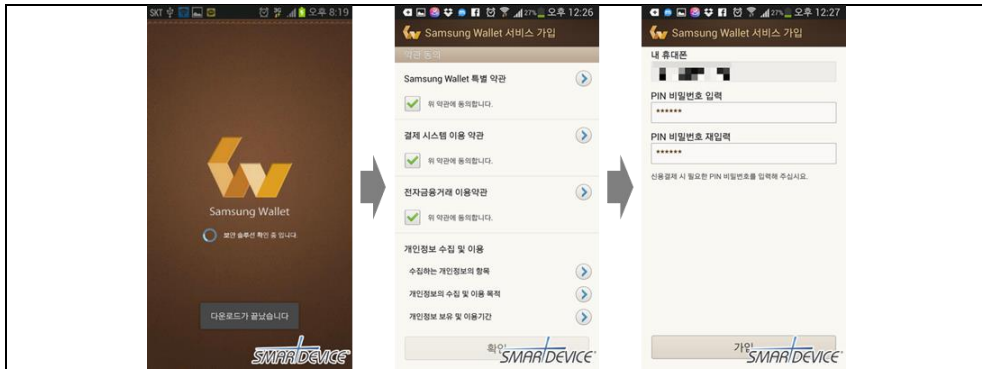 SKT
오후 8:19
Samsung Wallet
보안 솔루션 확인 중 입니다.
다운로드가 끝났습니다
SMARTDEVICE
27%
오후 12:26
Samsung Wallet 서비스 가입
약관 동의
Samsung Wallet 특별 약관
위 약관에 동의합니다.
결제 시스템 이용 약관
위 약관에 동의합니다.
전자금융거래 이용약관
위 약관에 동의합니다.
개인정보 수집 및 이용
수집하는 개인정보의 항목
개인정보의 수집 및 이용 목적
개인정보 보유 및 이용기간
확인
SMARTDEVICE
27%
오후 12:27
Samsung Wallet 서비스 가입
내 휴대폰
PIN 비밀번호 입력
******
PIN 비밀번호 재입력
******
신용결제 시 필요한 PIN 비밀번호를 입력해 주십시요.
가입
SMARTDEVICE